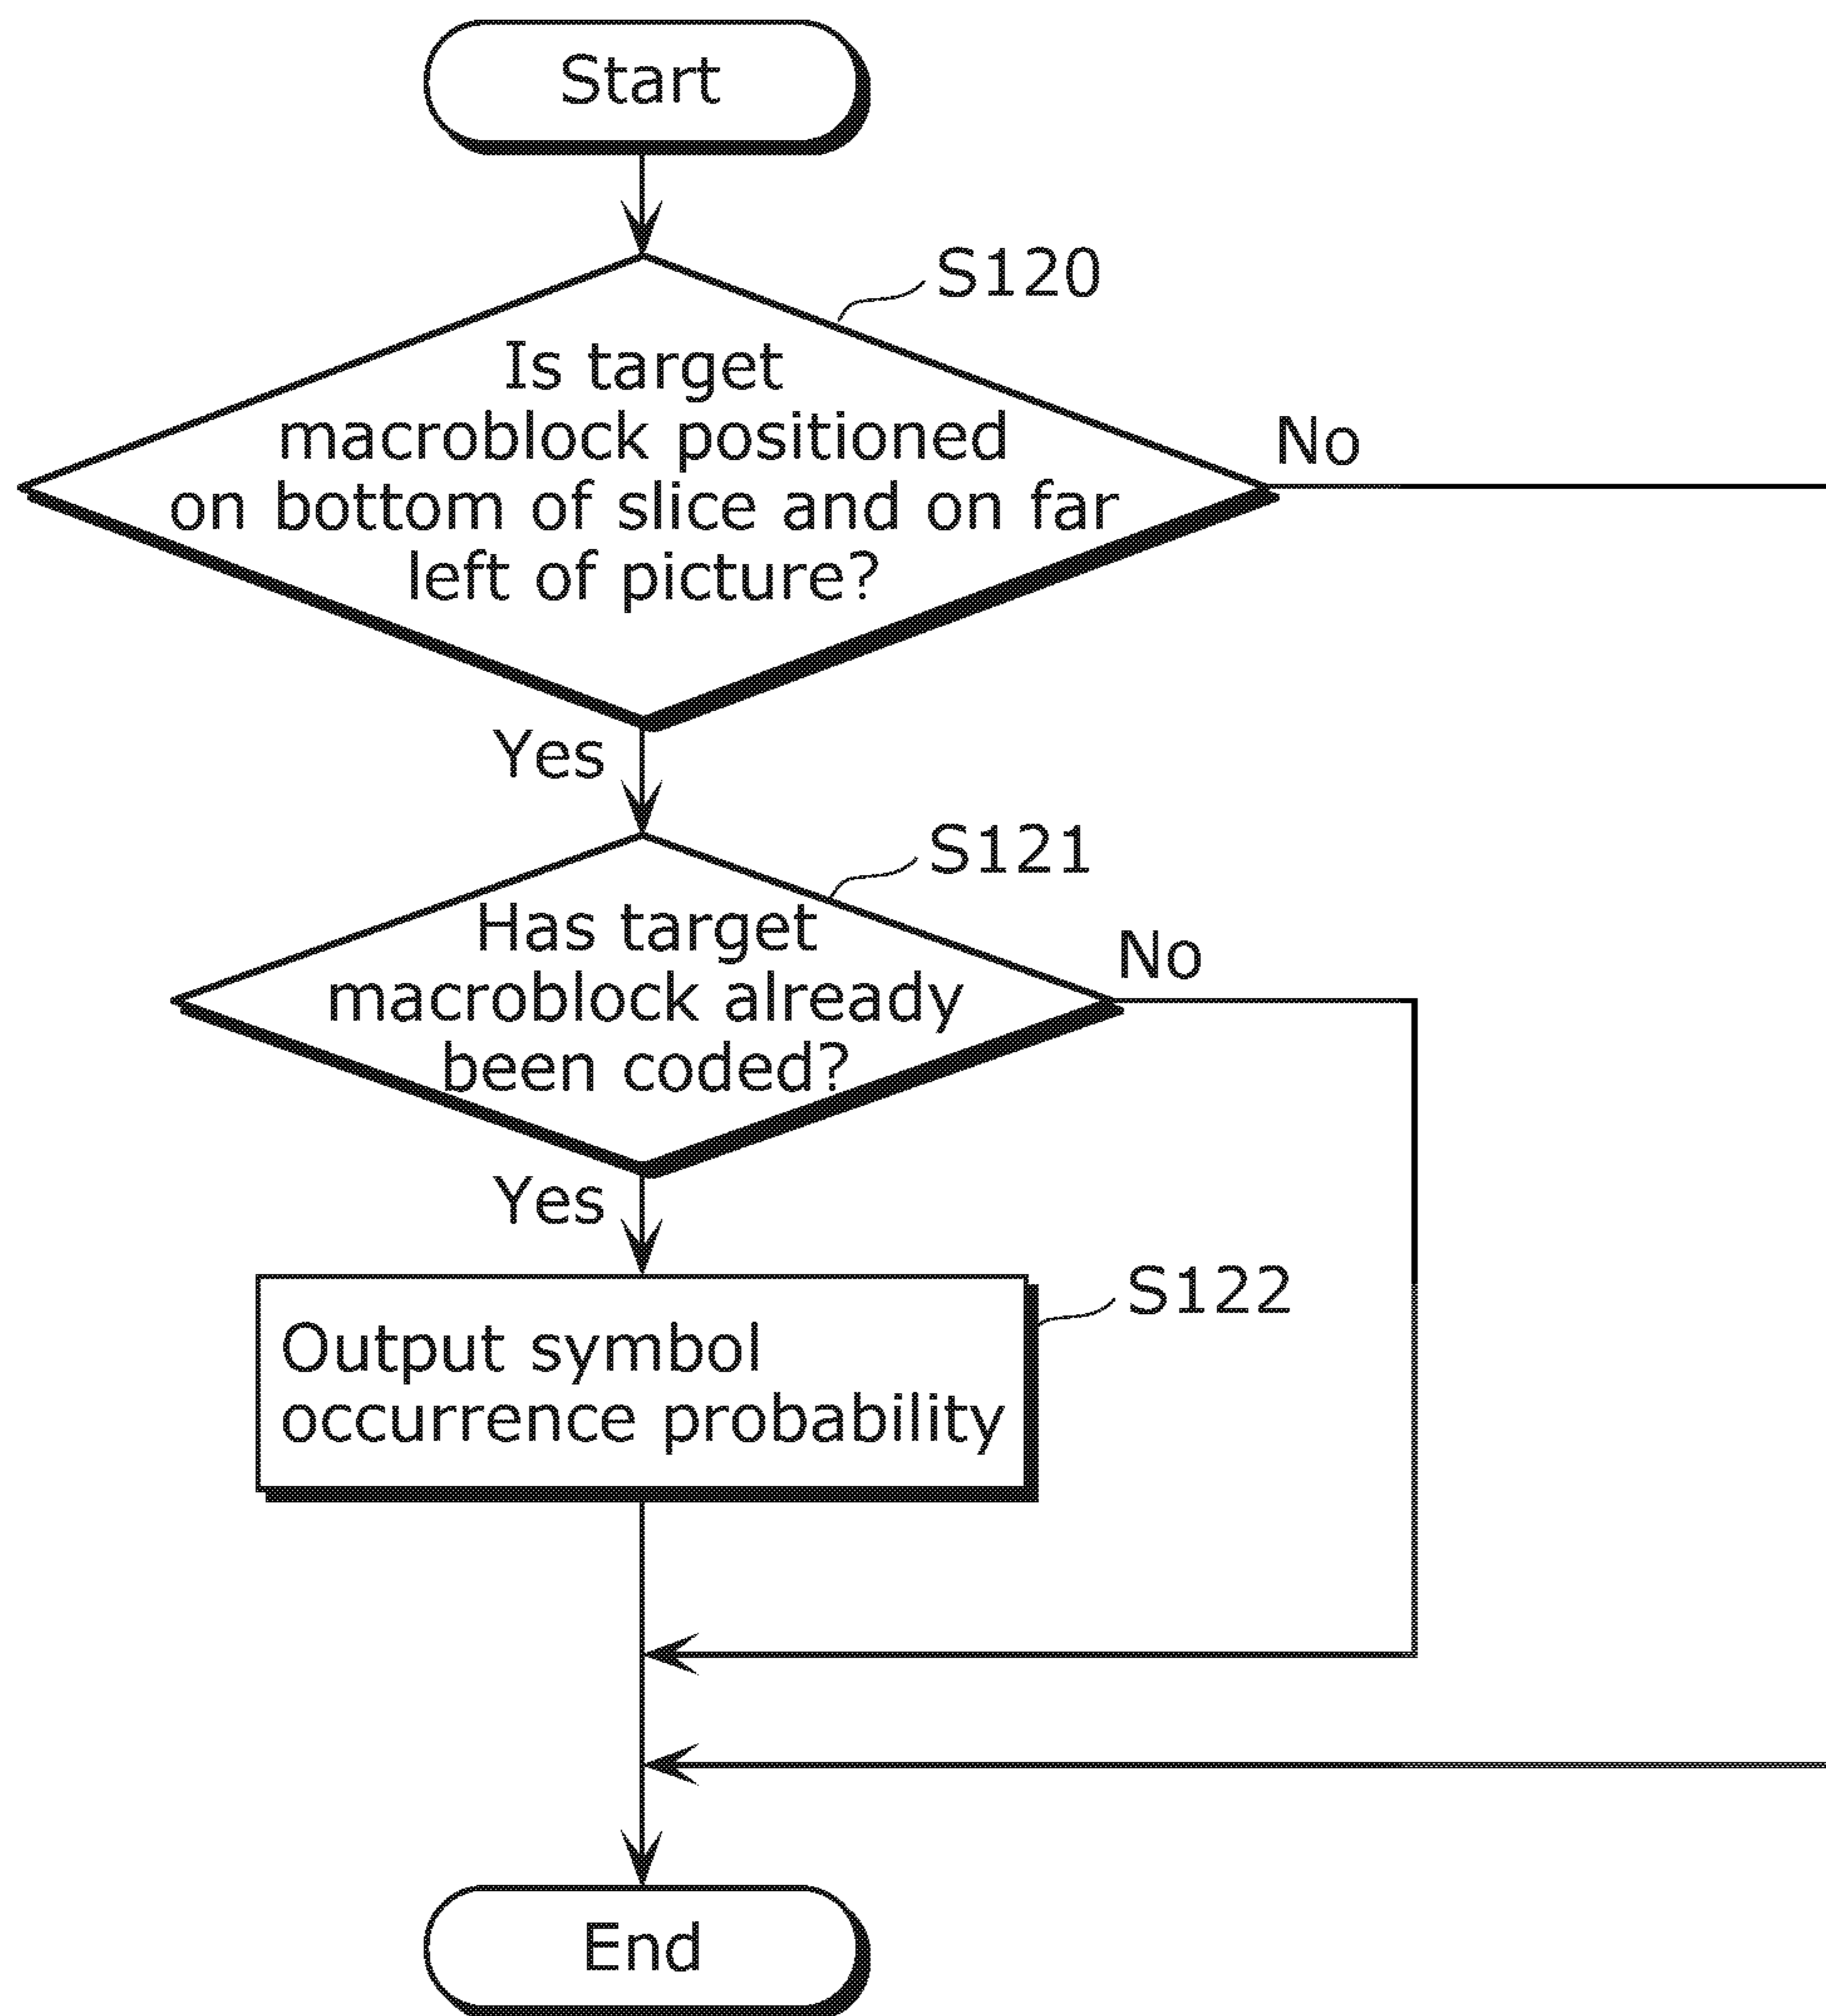 Start
S120
Is target
macroblock positioned
on bottom of slice and on far
left of picture?
No
Yes
S121
Has target
macroblock already
been coded?
No
Yes
S122
Output symbol
occurrence probability
End